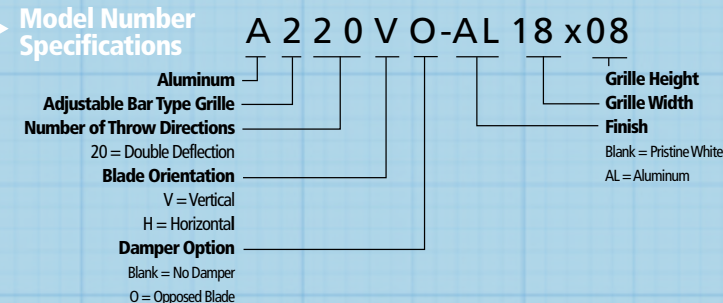 Model Number
Specifications
A 2 2 0 V O-AL 18 x08
Aluminum
Adjustable Bar Type Grille
Number of Throw Directions
20 = Double Deflection
Blade Orientation
V = Vertical
H = Horizontal
Damper Option
Blank = No Damper
O = Opposed Blade
Grille Height
Grille Width
Finish
Blank = Pristine White
AL = Aluminum